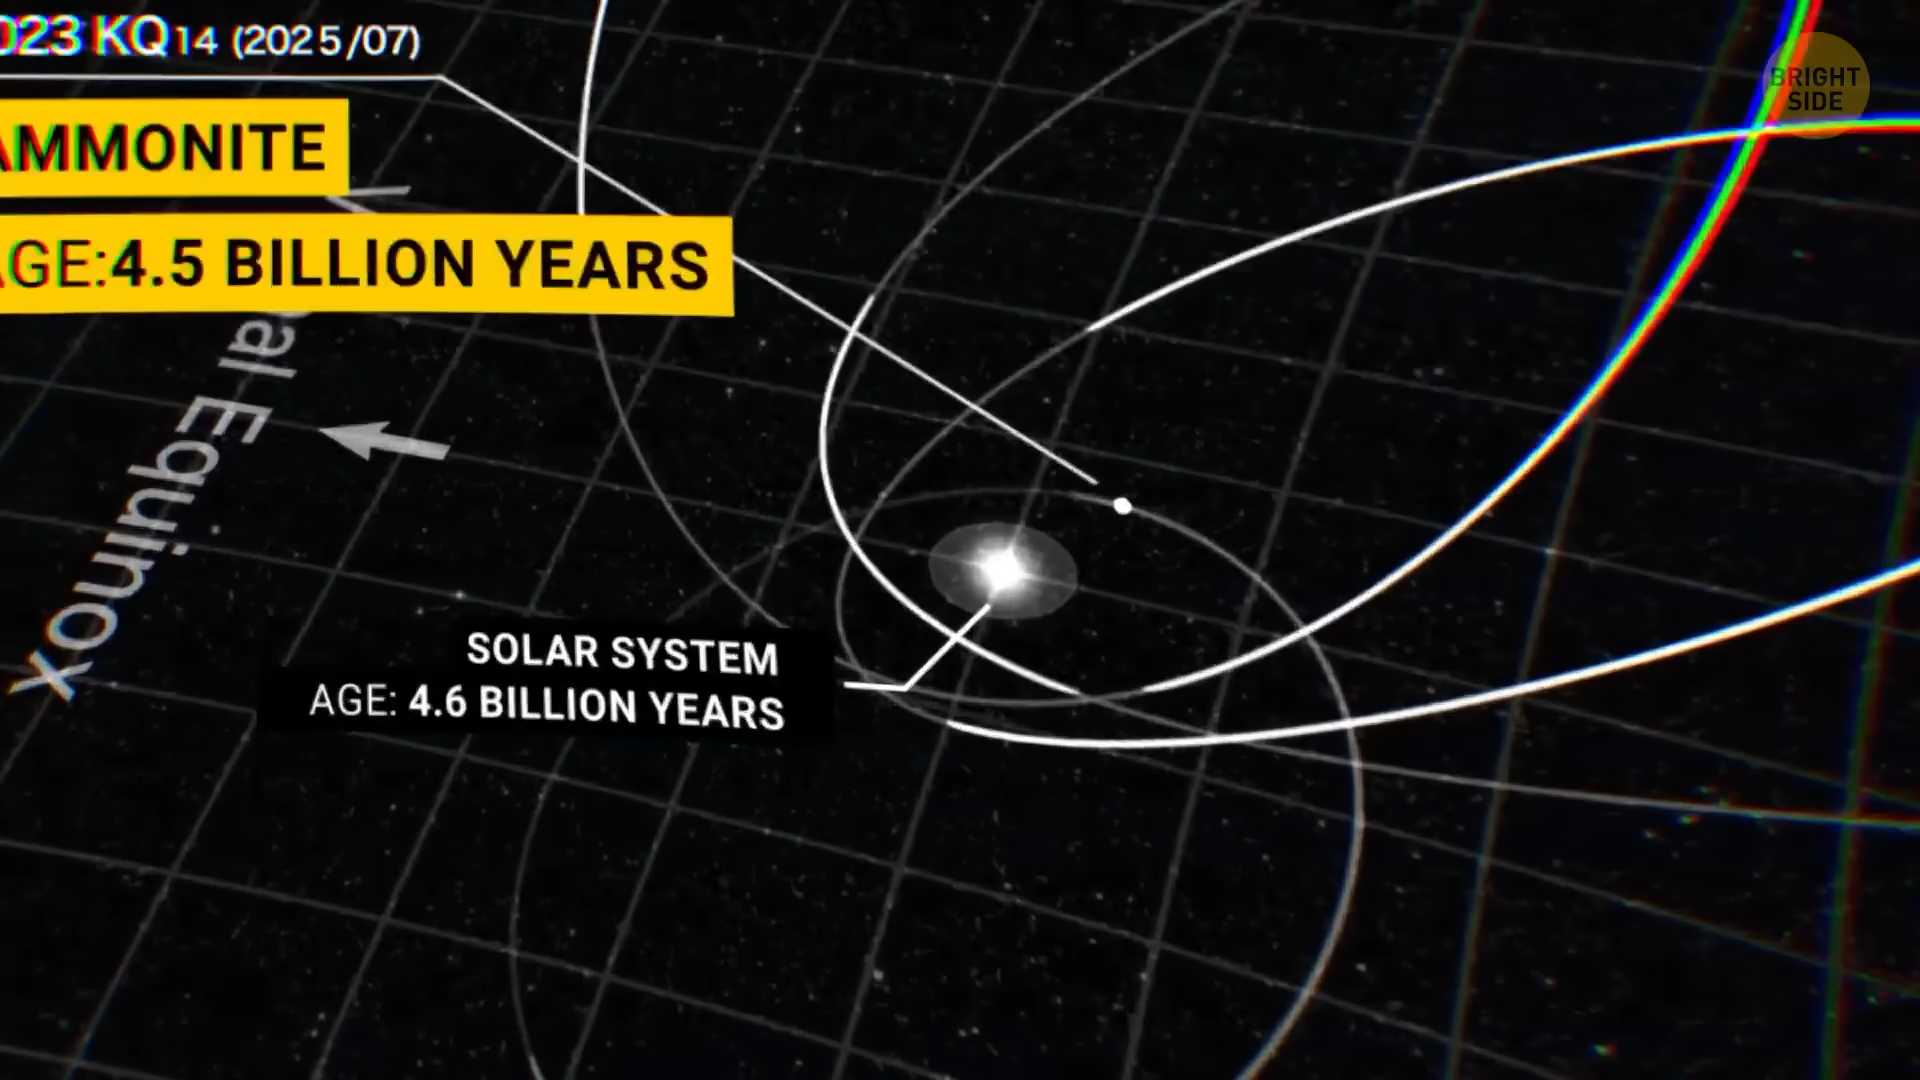 023 KQ14 (2025/07)
AMMONITE
AGE:4.5 BILLION YEARS
al Equinox
SOLAR SYSTEM
AGE: 4.6 BILLION YEARS
BRIGHT
SIDE